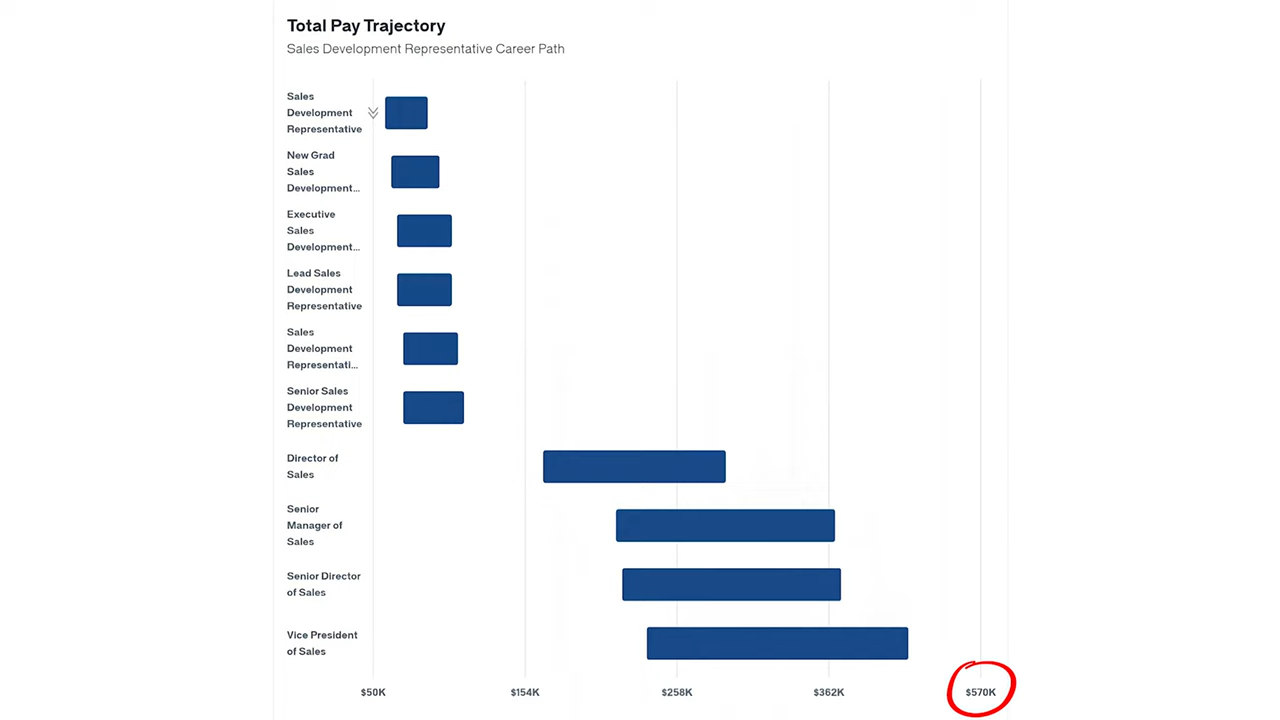 Total Pay Trajectory
Sales Development Representative Career Path
Sales
Development
Representative
New Grad
Sales
Development...
Executive
Sales
Development...
Lead Sales
Development
Representative
Sales
Development
Representati...
Senior Sales
Development
Representative
Director of
Sales
Senior
Manager of
Sales
Senior Director
of Sales
Vice President
of Sales
$50K $154K $258K $362K $570K